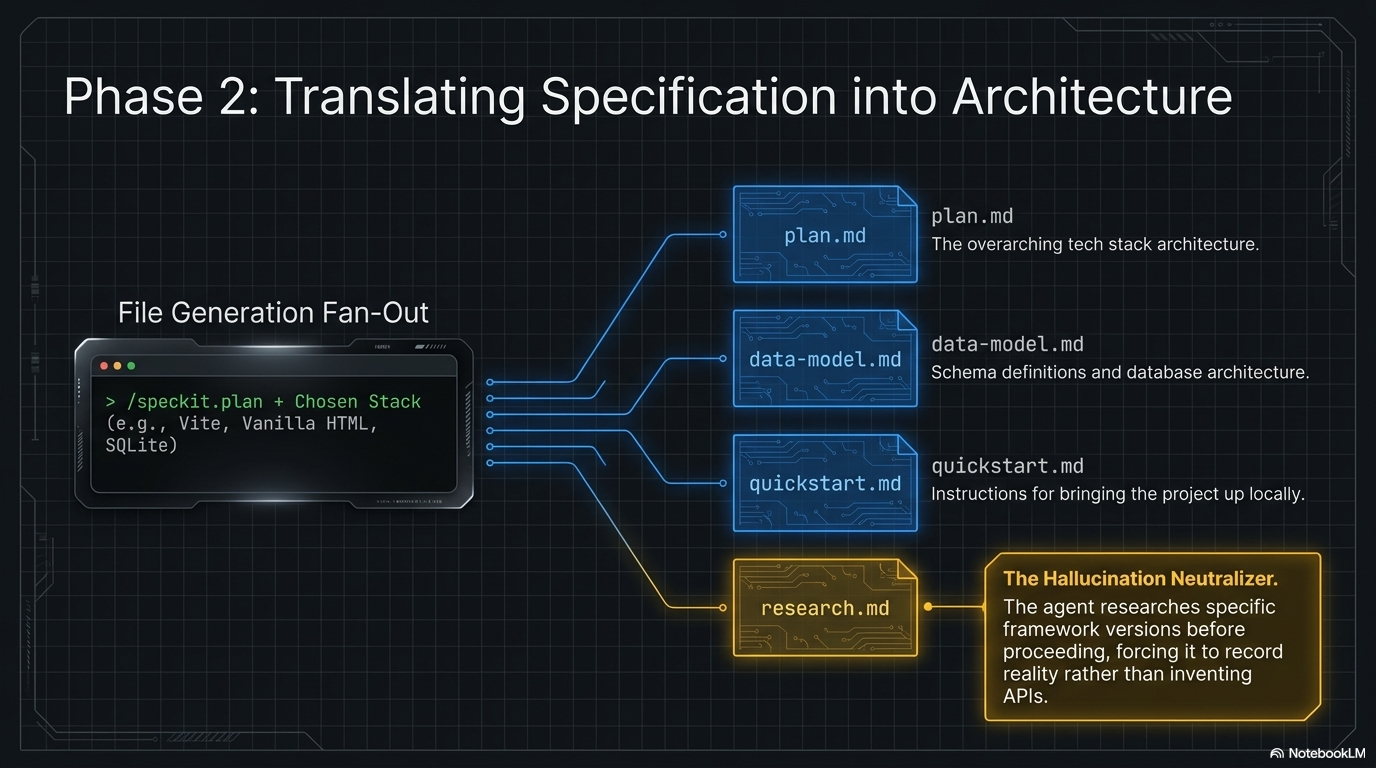 Phase 2: Translating Specification into Architecture
File Generation Fan-Out
> /speckit.plan + Chosen Stack
(e.g., Vite, Vanilla HTML,
SQLite)
plan.md
plan.md
The overarching tech stack architecture.
data-model.md
data-model.md
Schema definitions and database architecture.
quickstart.md
quickstart.md
Instructions for bringing the project up locally.
research.md
The Hallucination Neutralizer.
The agent researches specific
framework versions before
proceeding, forcing it to record
reality rather than inventing
APIs.
NotebookLM